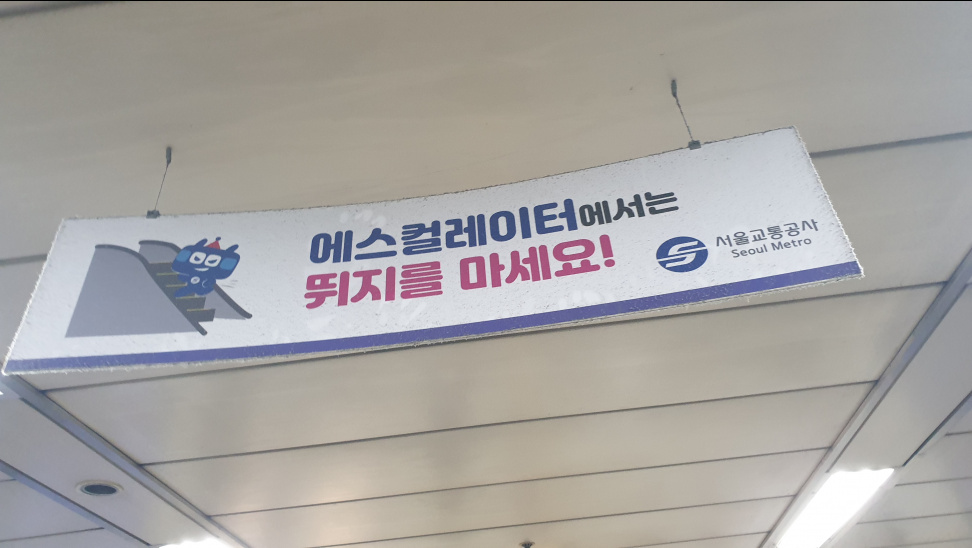 에스컬레이터에서는
뛰지를 마세요!
서울교통공사
Seoul Metro